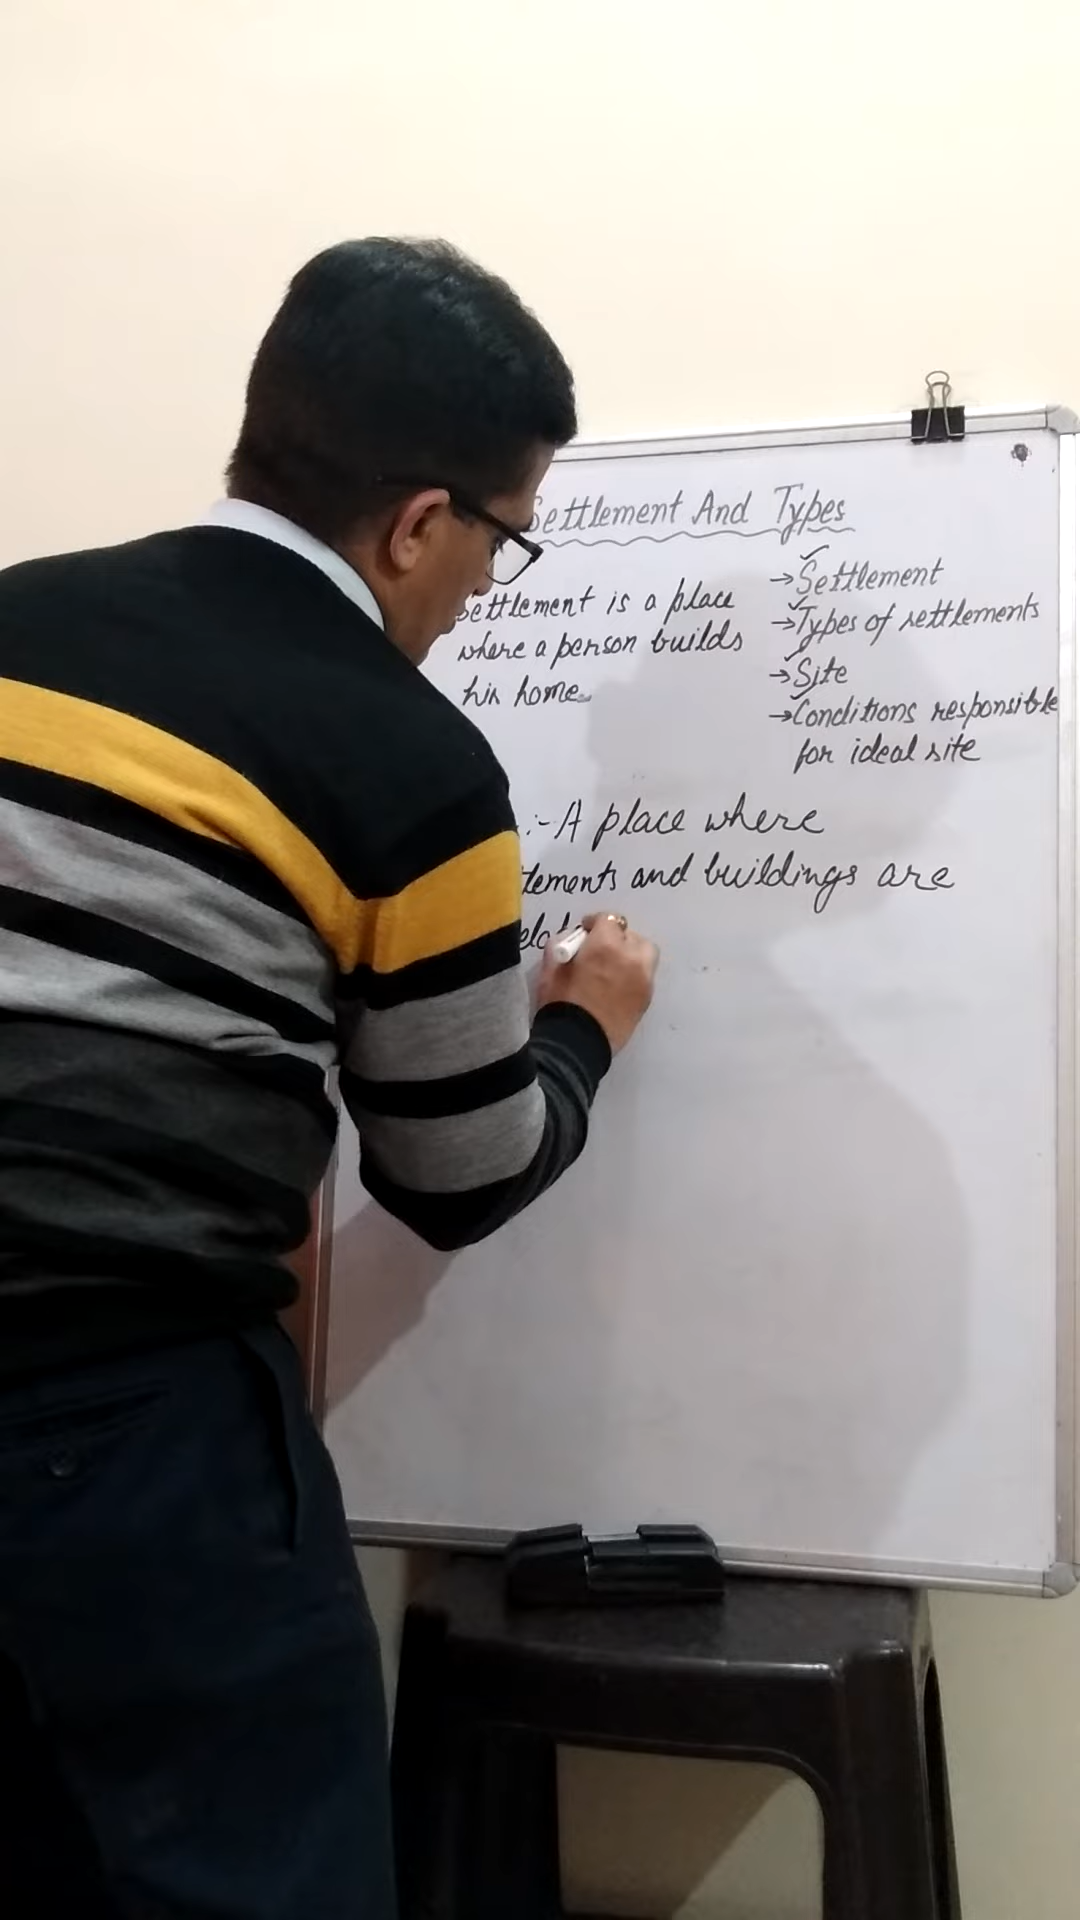 Settlement And Types
Settlement is a place
where a person builds
his home.
→Settlement
→Types of settlements
→Site
→Conditions responsible
for ideal site
:- A place where
tlements and buildings are